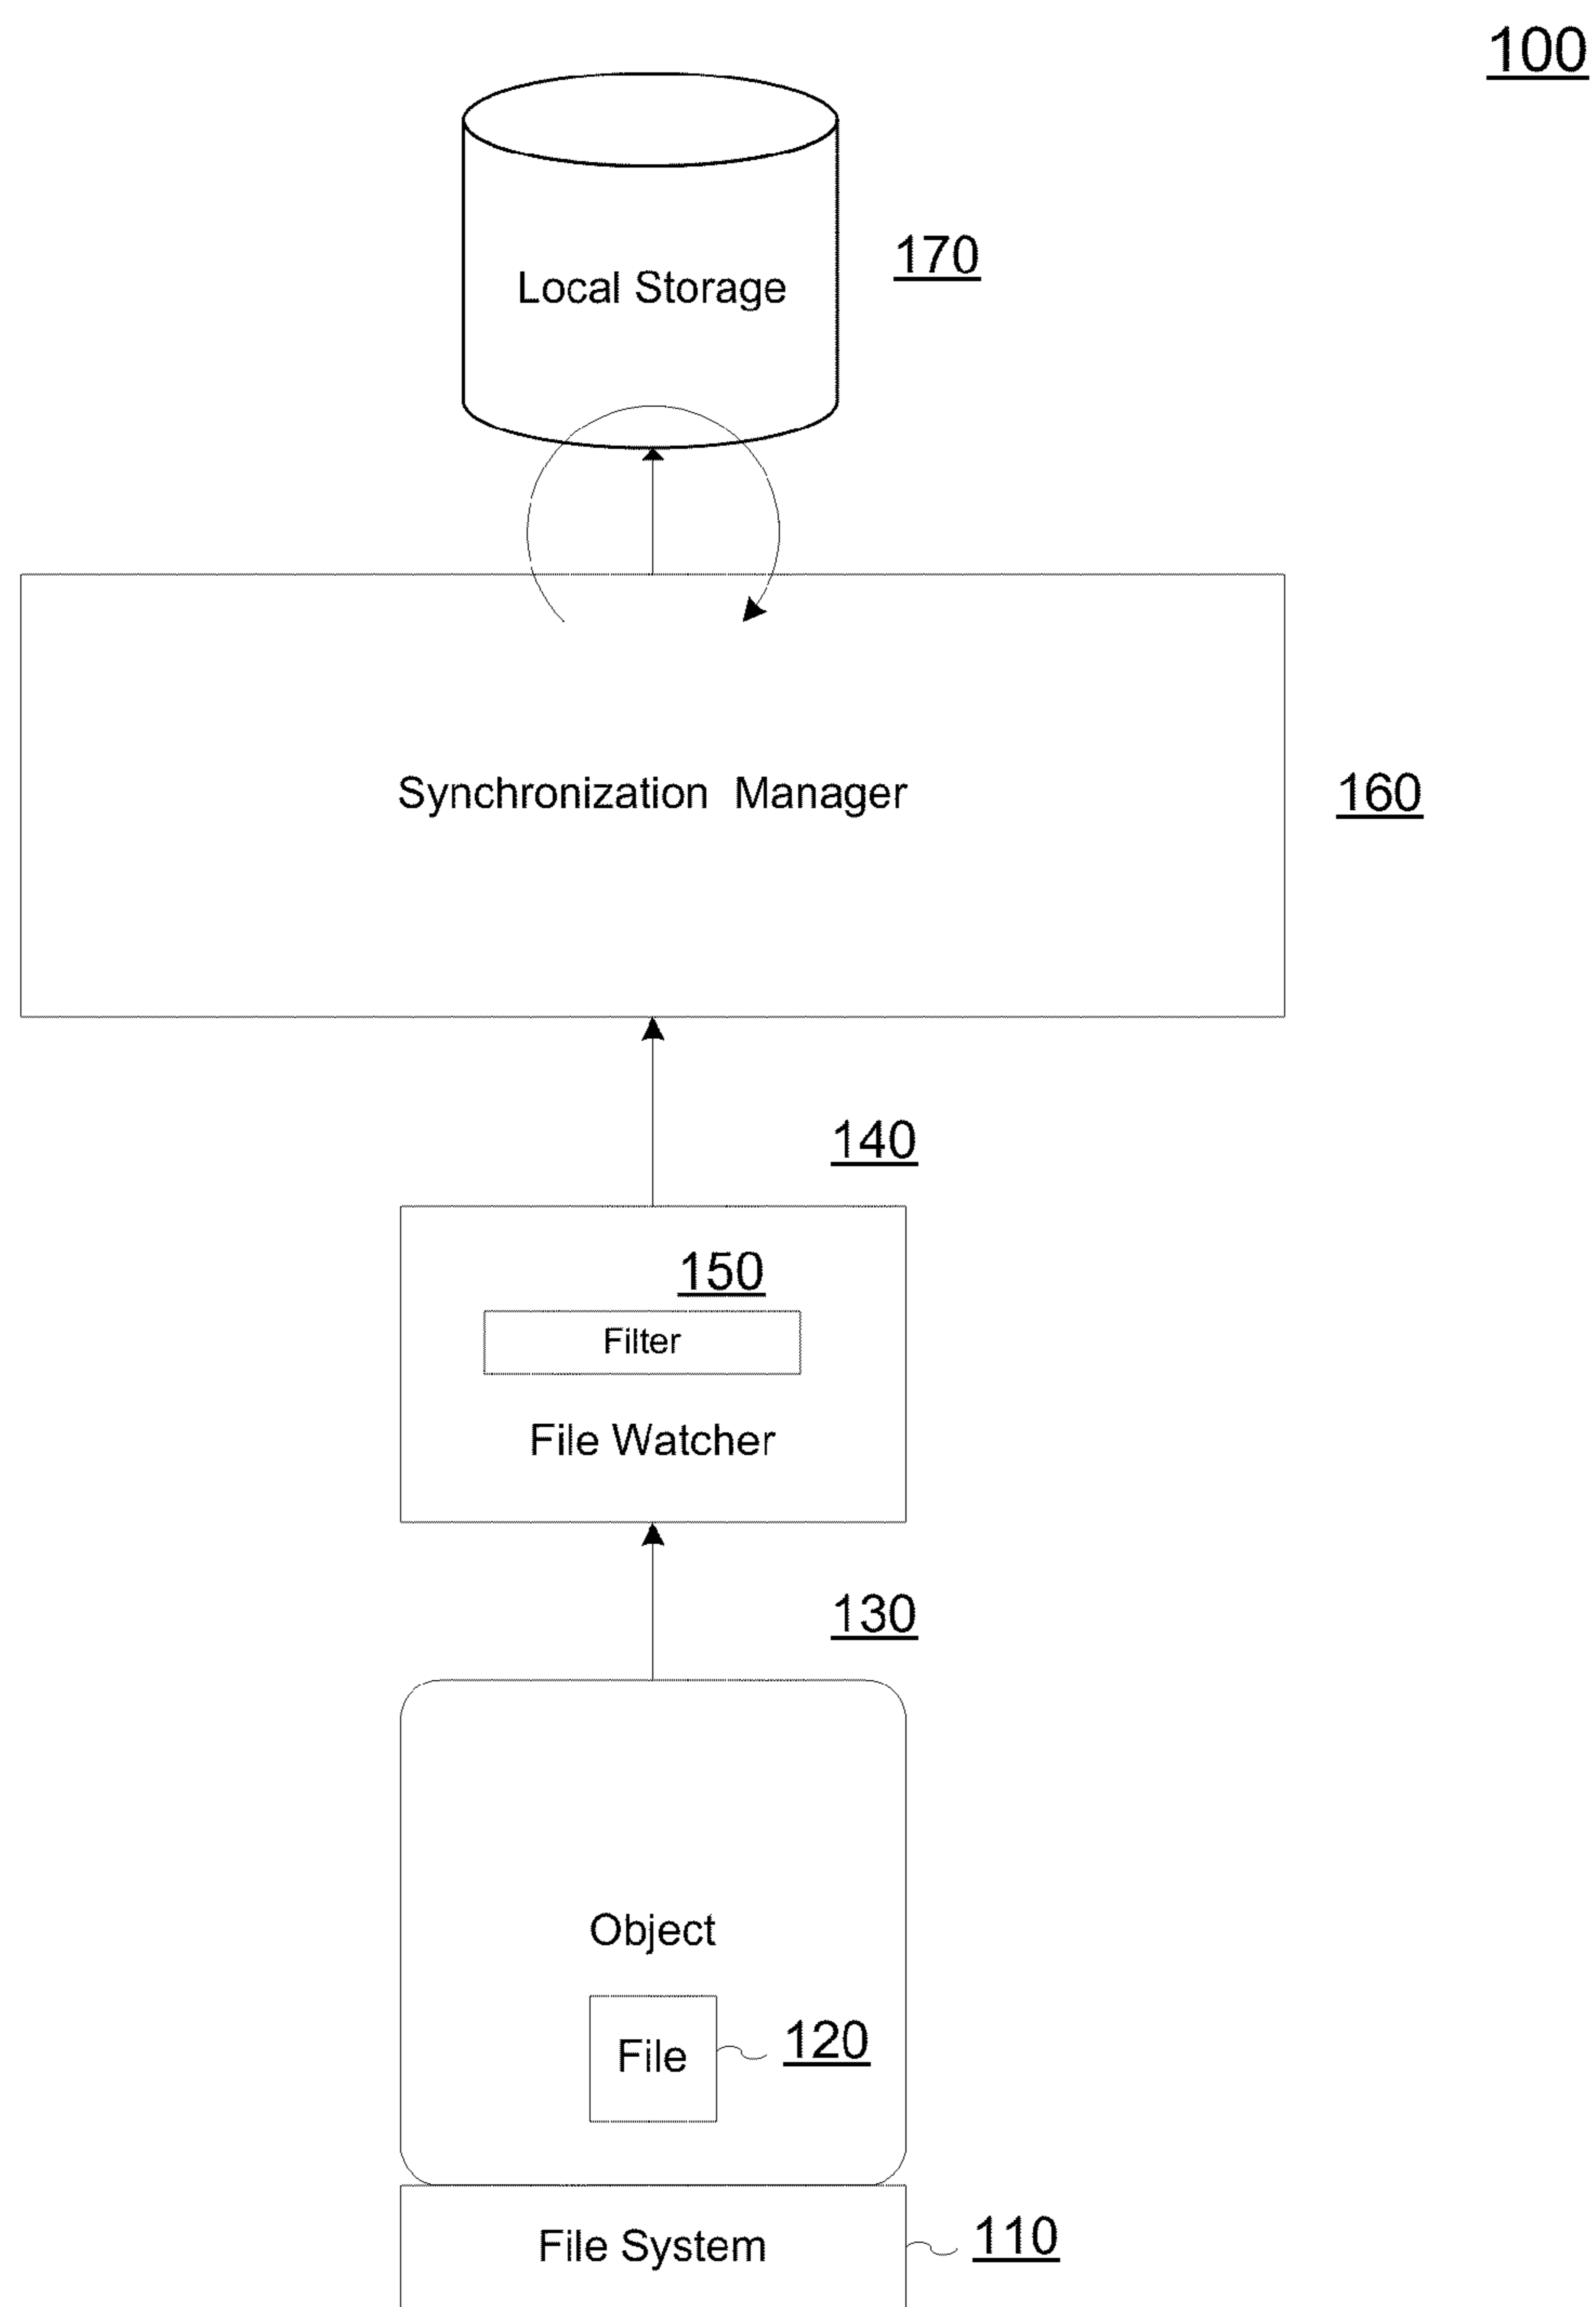 100
170
Local Storage
Synchronization Manager
160
140
150
Filter
File Watcher
130
Object
File
120
File System
110